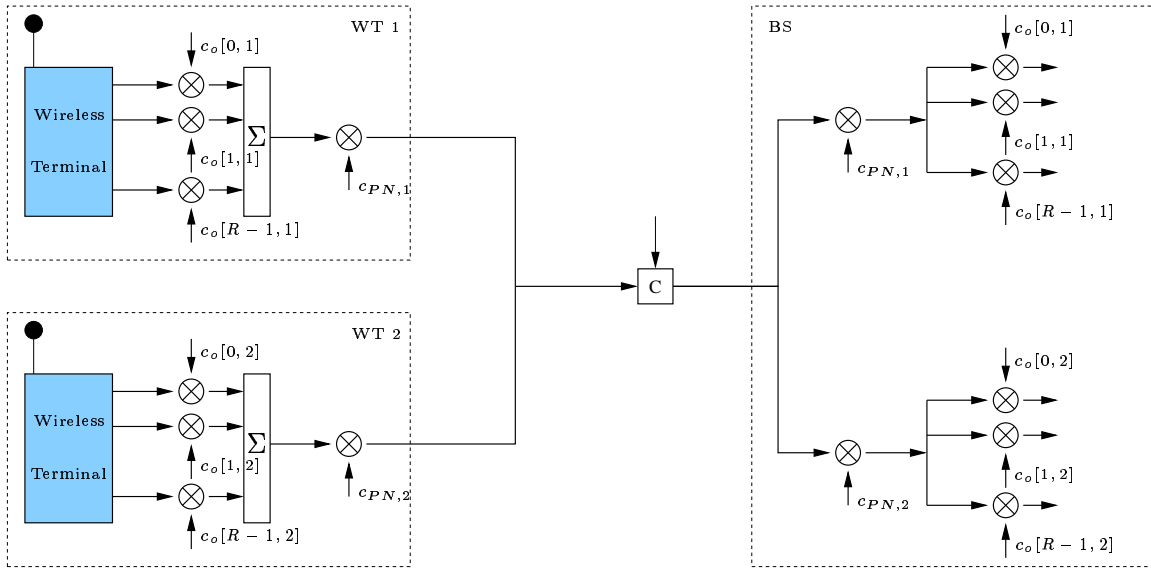 WT 1
c_o[0, 1]
Wireless
Terminal
c_o[1, 1]
Σ
c_{PN,1}
c_o[R − 1, 1]
WT 2
c_o[0, 2]
Wireless
Terminal
c_o[1, 2]
Σ
c_{PN,2}
c_o[R − 1, 2]
C
BS
c_o[0, 1]
c_o[1, 1]
c_{PN,1}
c_o[R − 1, 1]
c_o[0, 2]
c_o[1, 2]
c_{PN,2}
c_o[R − 1, 2]